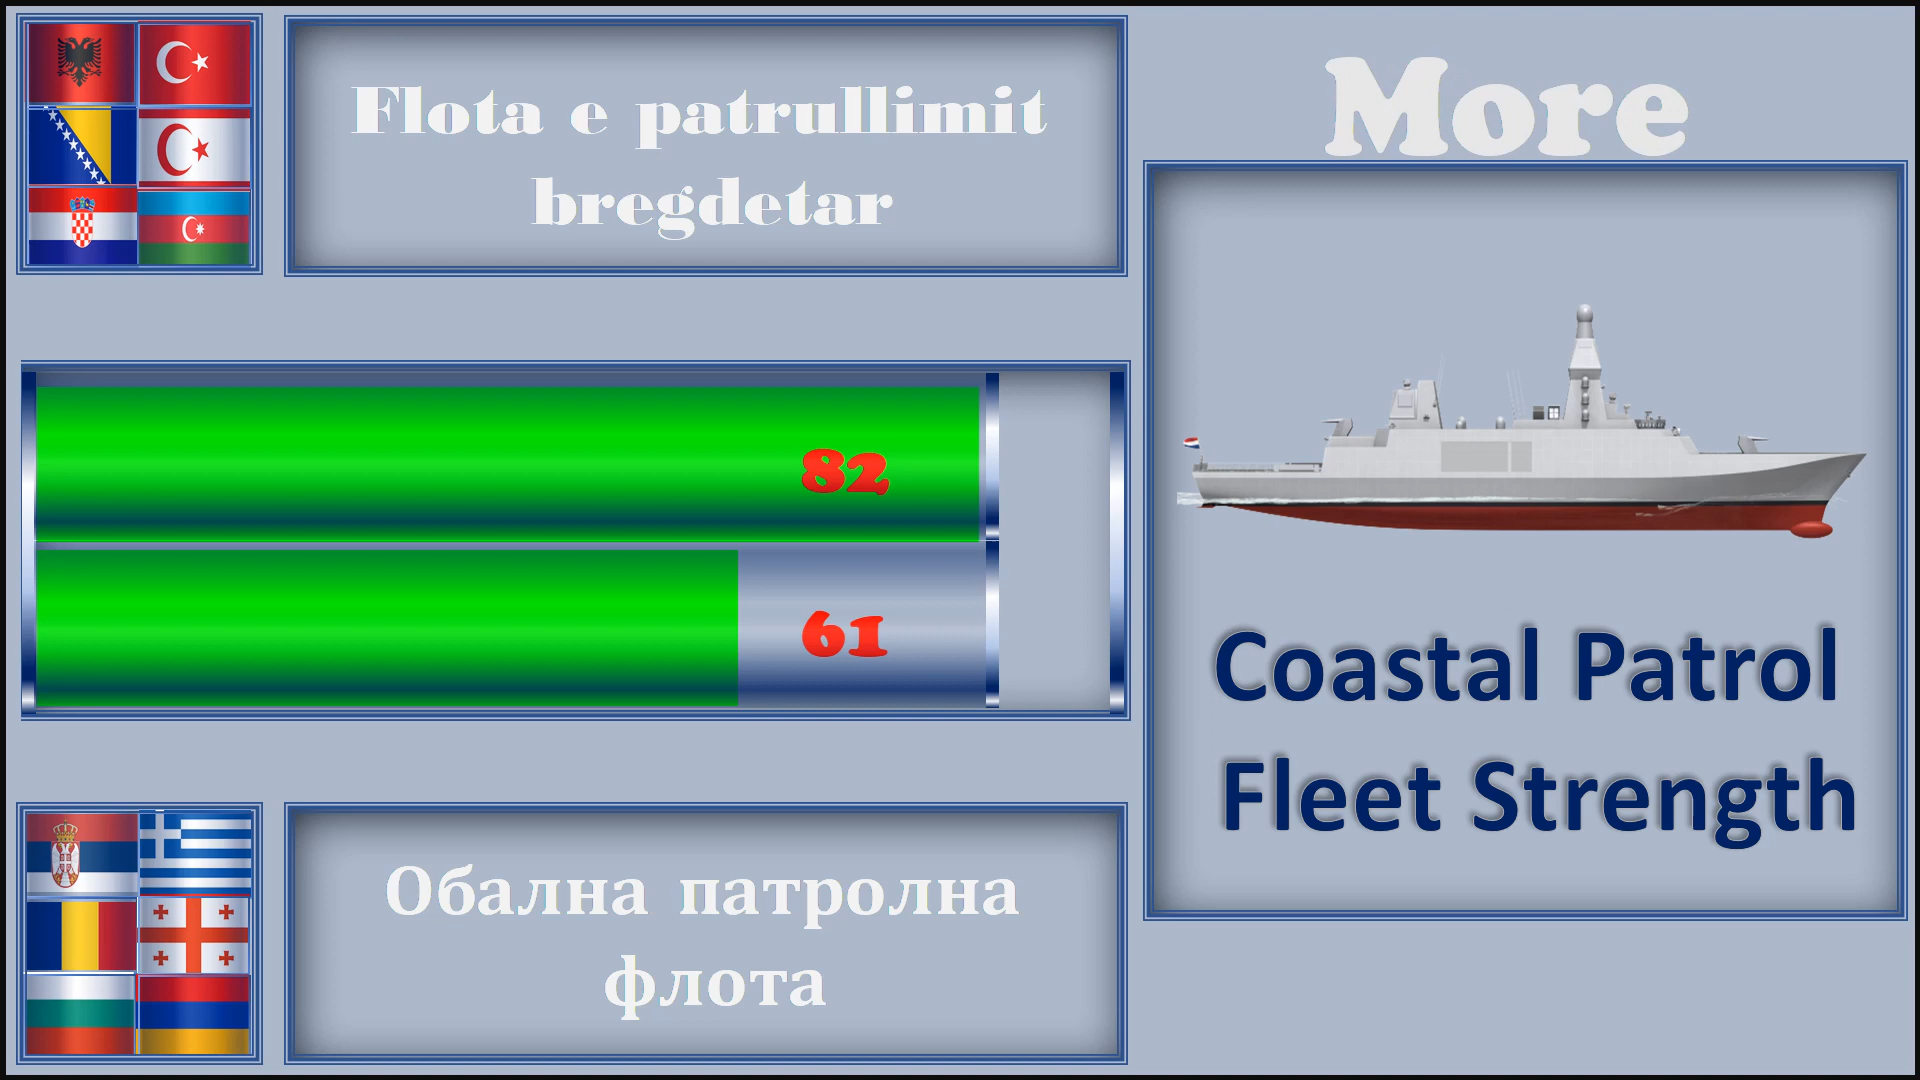 Flota e patrullimit
bregdetar
More
82
61
Coastal Patrol
Fleet Strength
Обална патролна
флота